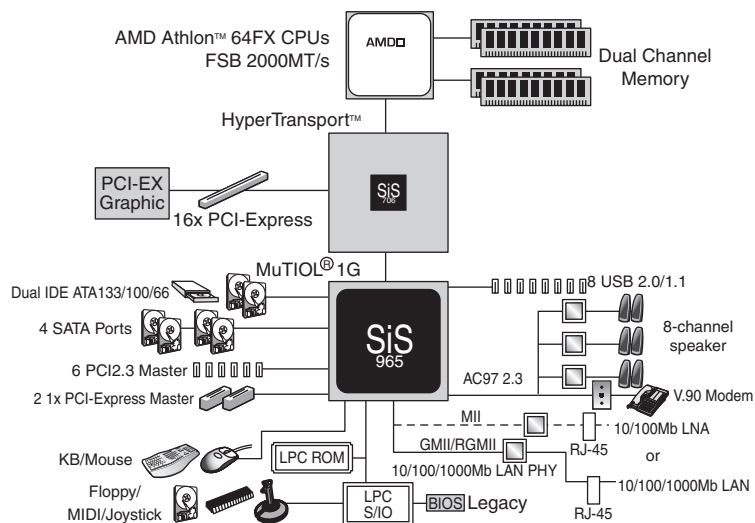 AMD Athlon™ 64FX CPUs
FSB 2000MT/s
AMD
Dual Channel
Memory
HyperTransport™
PCI-EX
Graphic
16x PCI-Express
SiS
706
MuTIOL® 1G
Dual IDE ATA133/100/66
8 USB 2.0/1.1
4 SATA Ports
SiS
965
8-channel
speaker
6 PCI2.3 Master
AC97 2.3
2 1x PCI-Express Master
V.90 Modem
MII
10/100Mb LNA
KB/Mouse
LPC ROM
GMII/RGMII
RJ-45
or
10/100/1000Mb LAN PHY
10/100/1000Mb LAN
Floppy/
MIDI/Joystick
LPC
S/IO
BIOS
Legacy
RJ-45